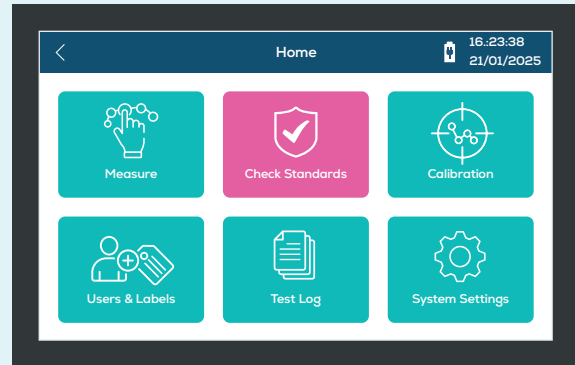 Home
16.:23:38
21/01/2025
Measure
Check Standards
Calibration
Users & Labels
Test Log
System Settings